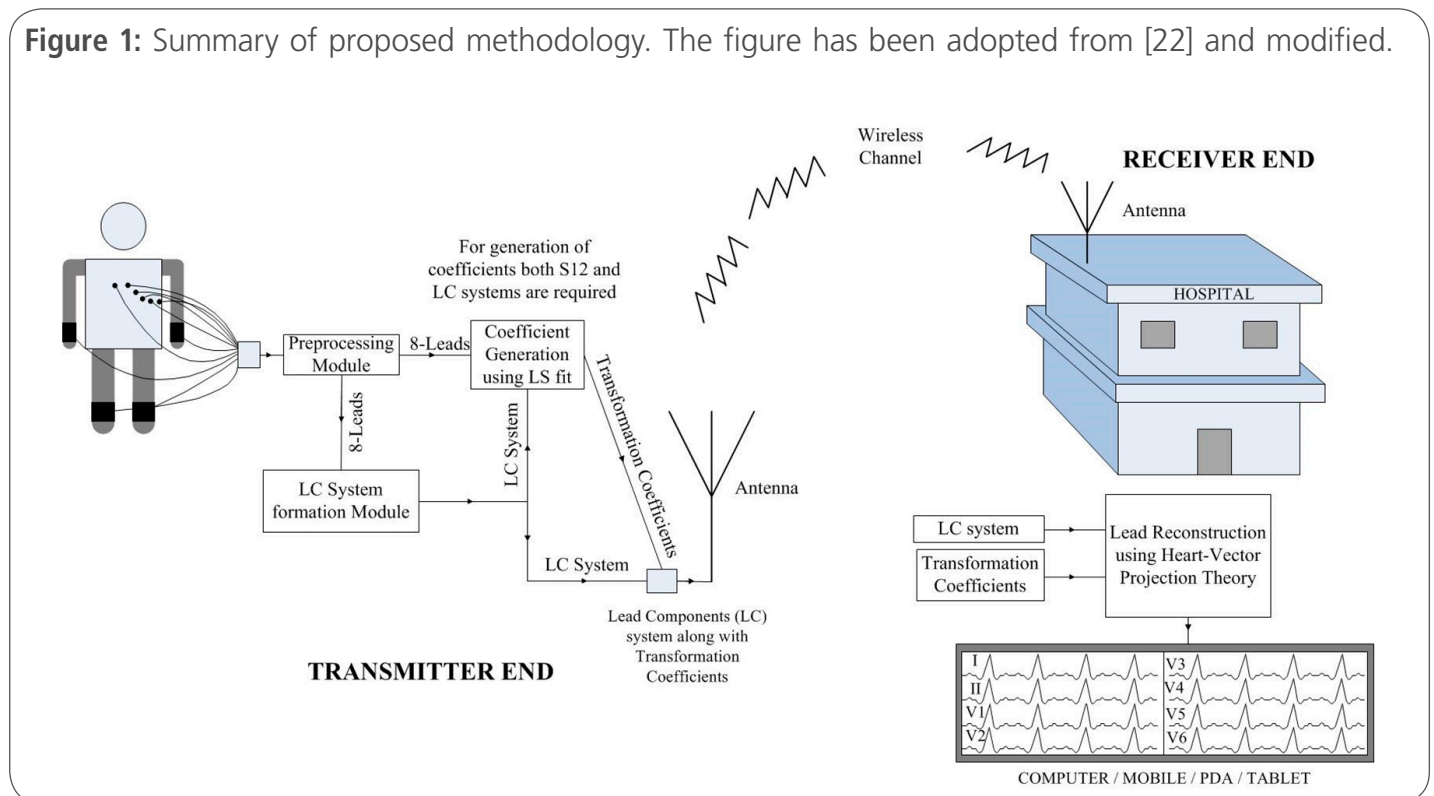 Figure 1: Summary of proposed methodology. The figure has been adopted from [22] and modified.
Wireless
Channel
RECEIVER END
Antenna
HOSPITAL
For generation of
coefficients both S12 and
LC systems are required
Preprocessing
Module
8-Leads
Coefficient
Generation
using LS fit
8-Leads
LC System
Transformation Coefficients
LC System
formation Module
LC System
Antenna
Lead Components (LC)
system along with
Transformation
Coefficients
TRANSMITTER END
LC system
Transformation
Coefficients
Lead Reconstruction
using Heart-Vector
Projection Theory
I
II
V1
V2
V3
V4
V5
V6
COMPUTER / MOBILE / PDA / TABLET